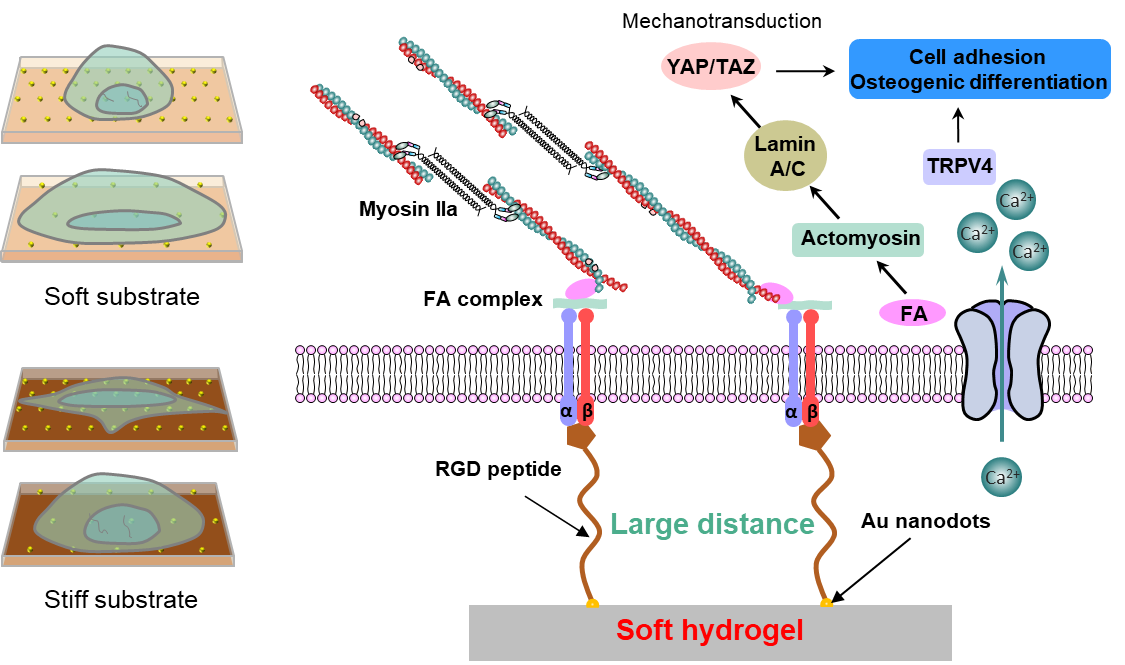 Mechanotransduction
YAP/TAZ
Cell adhesion
Osteogenic differentiation
Lamin
A/C
TRPV4
Ca2+
Ca2+
Ca2+
Myosin IIa
Actomyosin
Soft substrate
FA complex
FA
α β
α β
RGD peptide
Ca2+
Large distance
Au nanodots
Stiff substrate
Soft hydrogel